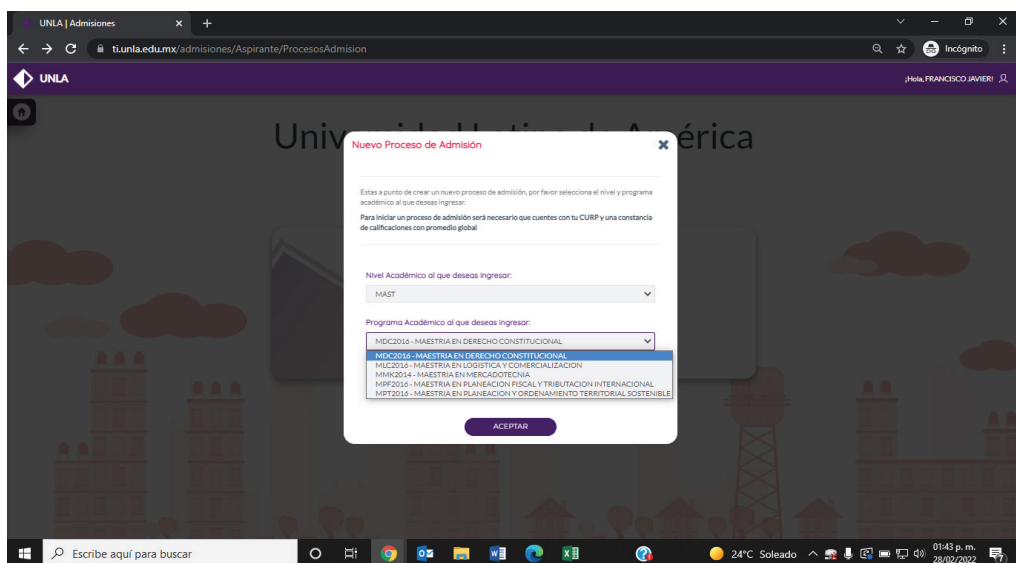 UNLA | Admisiones
ti.unla.edu.mx/admisiones/Aspirante/ProcesosAdmision
Incógnito
UNLA
¡Hola, FRANCISCO JAVIER!
Universidad Latina de América
Nuevo Proceso de Admisión
Estas a punto de crear un nuevo proceso de admisión, por favor selecciona el nivel y programa
académico al que deseas ingresar.
Para iniciar un proceso de admisión será necesario que cuentes con tu CURP y una constancia
de calificaciones con promedio global
Nivel Académico al que deseas ingresar:
MAST
Programa Académico al que deseas ingresar:
MDC2016 - MAESTRIA EN DERECHO CONSTITUCIONAL
MDC2016 - MAESTRIA EN DERECHO CONSTITUCIONAL
MLC2016 - MAESTRIA EN LOGISTICA Y COMERCIALIZACION
MMK2014 - MAESTRIA EN MERCADOTECNIA
MPF2016 - MAESTRIA EN PLANEACION FISCAL Y TRIBUTACION INTERNACIONAL
MPT2016 - MAESTRIA EN PLANEACION Y ORDENAMIENTO TERRITORIAL SOSTENIBLE
ACEPTAR
Escribe aquí para buscar
24°C Soleado
01:43 p. m.
28/02/2022